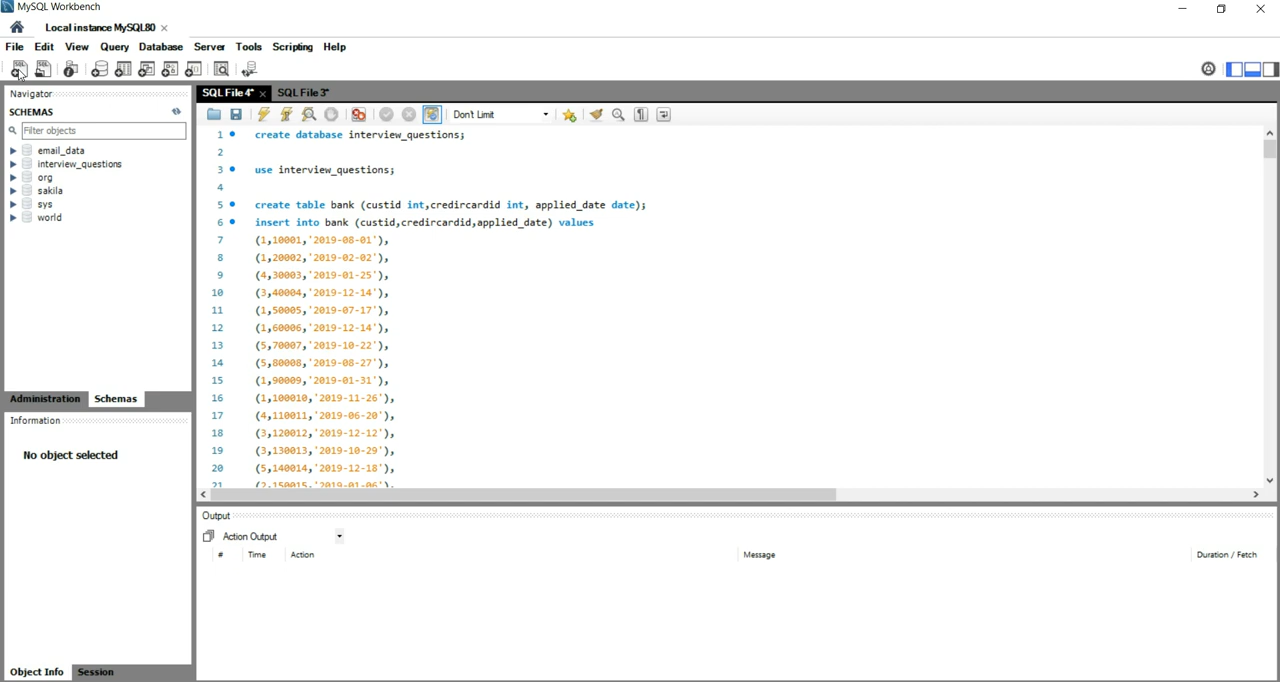 MySQL Workbench
Local instance MySQL80
File Edit View Query Database Server Tools Scripting Help
Navigator
SCHEMAS
Filter objects
email_data
interview_questions
org
sakila
sys
world
Administration Schemas
Information
No object selected
Object Info Session
SQL File 4* SQL File 3*
Don't Limit
1 create database interview_questions;
2
3 use interview_questions;
4
5 create table bank (custid int,credircardid int, applied_date date);
6 insert into bank (custid,credircardid,applied_date) values
7 (1,10001,'2019-08-01'),
8 (1,20002,'2019-02-02'),
9 (4,30003,'2019-01-25'),
10 (3,40004,'2019-12-14'),
11 (1,50005,'2019-07-17'),
12 (1,60006,'2019-12-14'),
13 (5,70007,'2019-10-22'),
14 (5,80008,'2019-08-27'),
15 (1,90009,'2019-01-31'),
16 (1,100010,'2019-11-26'),
17 (4,110011,'2019-06-20'),
18 (3,120012,'2019-12-12'),
19 (3,130013,'2019-10-29'),
20 (5,140014,'2019-12-18'),
21 (2,150015,'2019-01-06'),
Output
Action Output
# Time Action Message Duration / Fetch